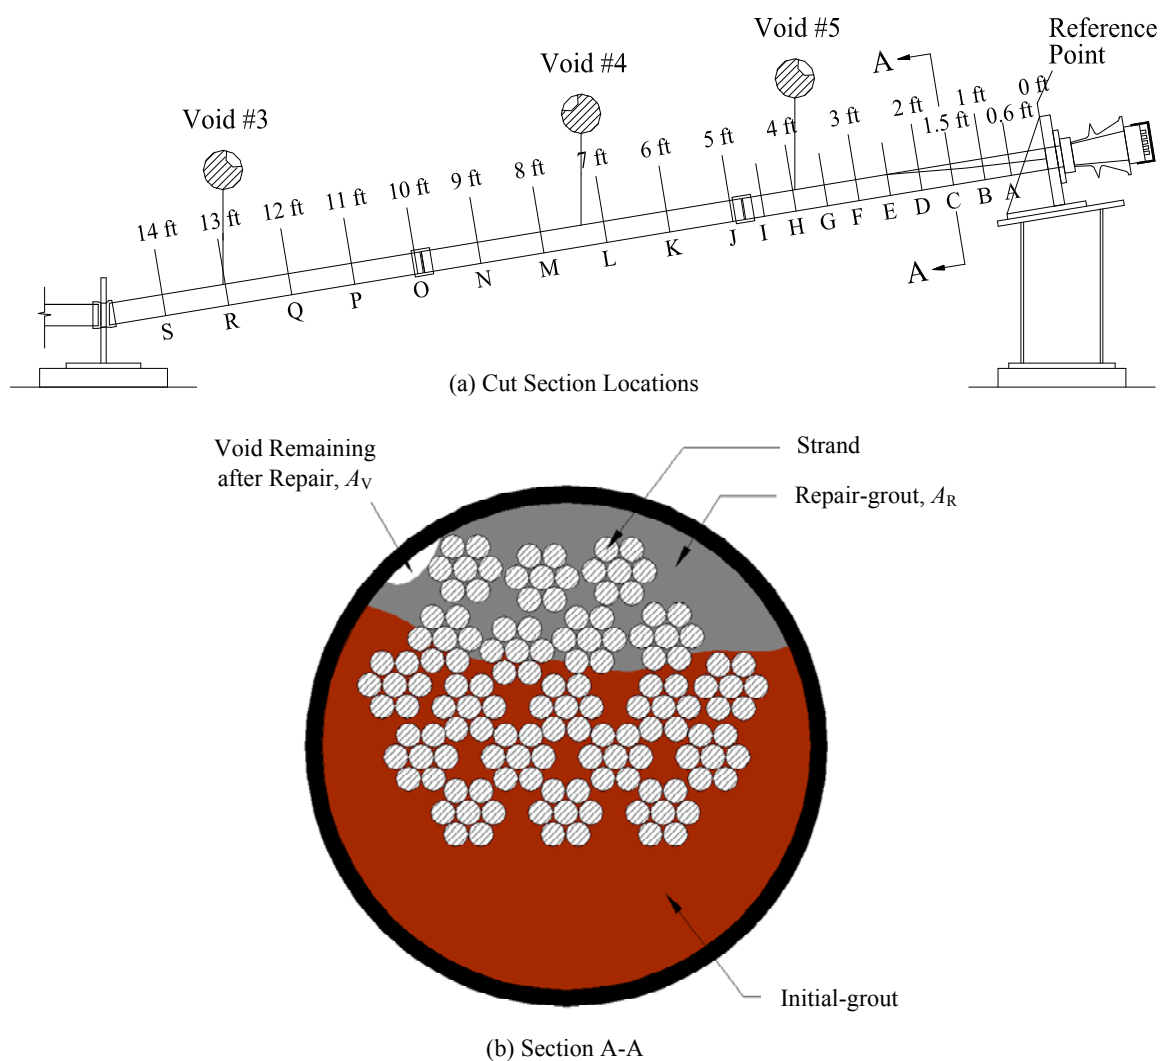 Reference
Point
Void #5
Void #4
Void #3
A
0 ft
1 ft
0.6 ft
2 ft
1.5 ft
3 ft
4 ft
5 ft
6 ft
7 ft
8 ft
9 ft
10 ft
11 ft
12 ft
13 ft
14 ft
S
R
Q
P
O
N
M
L
K
J
I
H
G
F
E
D
C
B
A
A
(a) Cut Section Locations
Void Remaining
after Repair, A_V
Strand
Repair-grout, A_R
Initial-grout
(b) Section A-A